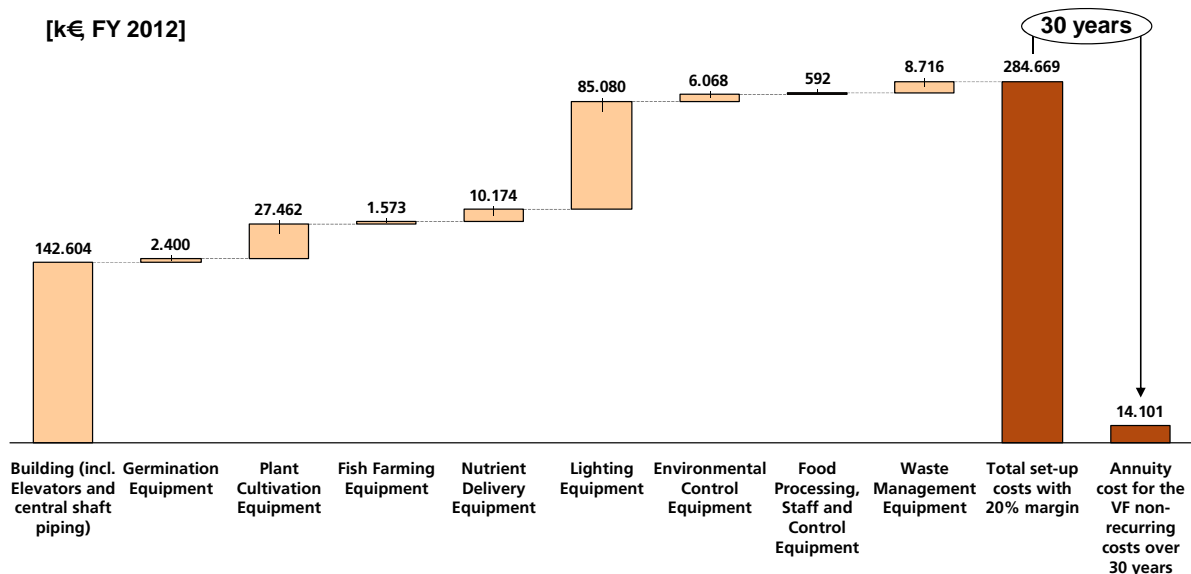 [k€, FY 2012]
30 years
142.604
2.400
27.462
1.573
10.174
85.080
6.068
592
8.716
284.669
14.101
Building (incl.
Elevators and
central shaft
piping)
Germination
Equipment
Plant
Cultivation
Equipment
Fish Farming
Equipment
Nutrient
Delivery
Equipment
Lighting
Equipment
Environmental
Control
Equipment
Food
Processing,
Staff and
Control
Equipment
Waste
Management
Equipment
Total set-up
costs with
20% margin
Annuity
cost for the
VF non-
recurring
costs over
30 years